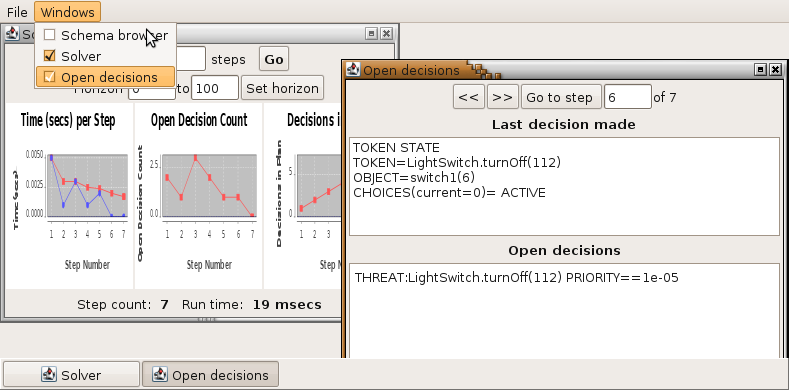 File Windows
Schema browser
Solver
Open decisions
steps Go
Horizon 0 to 100 Set horizon
Time (secs) per Step
Open Decision Count
Decisions in
Time (secs)
0.0050
0.0025
0.0000
1 2 3 4 5 6 7
Step Number
Open Decision Count
2.5
0.0
1 2 3 4 5 6 7
Step Number
Decisions in Plan
5
0
1 2 3 4
Step N
Step count: 7 Run time: 19 msecs
Open decisions
<< >> Go to step 6 of 7
Last decision made
TOKEN STATE
TOKEN=LightSwitch.turnOff(112)
OBJECT=switch1(6)
CHOICES(current=0)= ACTIVE
Open decisions
THREAT:LightSwitch.turnOff(112) PRIORITY==1e-05
Solver
Open decisions